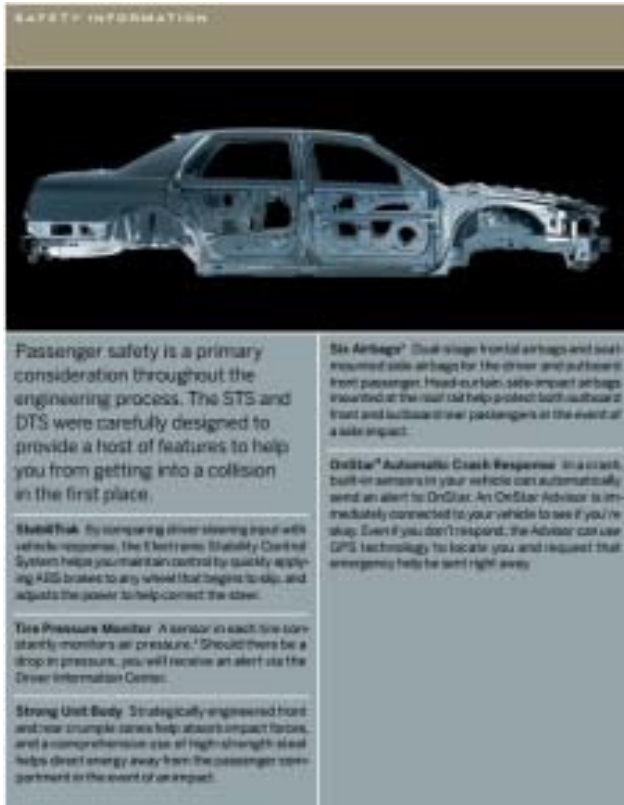 SAFETY INFORMATION
Passenger safety is a primary
consideration throughout the
engineering process. The STS and
DTS were carefully designed to
provide a host of features to help
you from getting into a collision
in the first place.
StabiliTrak By comparing driver steering input with
vehicle response, the Electronic Stability Control
System helps you maintain control by quickly apply-
ing ABS brakes to any wheel that begins to slip, and
adjusts the power to help correct the steer.
Tire Pressure Monitor A sensor in each tire con-
stantly monitors air pressure. Should there be a
drop in pressure, you will receive an alert via the
Driver Information Center.
Strong Unit Body Strategically engineered front
and rear crumple zones help absorb impact forces,
and a comprehensive use of high-strength steel
helps direct energy away from the passenger com-
partment in the event of an impact.
Six Airbags Dual-stage frontal airbags and seat-
mounted side airbags for the driver and outboard
front passenger. Head-curtain, side-impact airbags
mounted at the roof rail help protect both outboard
front and outboard rear passengers in the event of
a side impact.
OnStar® Automatic Crash Response In a crash,
built-in sensors in your vehicle can automatically
send an alert to OnStar. An OnStar Advisor is im-
mediately connected to your vehicle to see if you're
okay. Even if you don't respond, the Advisor can use
GPS technology to locate you and request that
emergency help be sent right away.